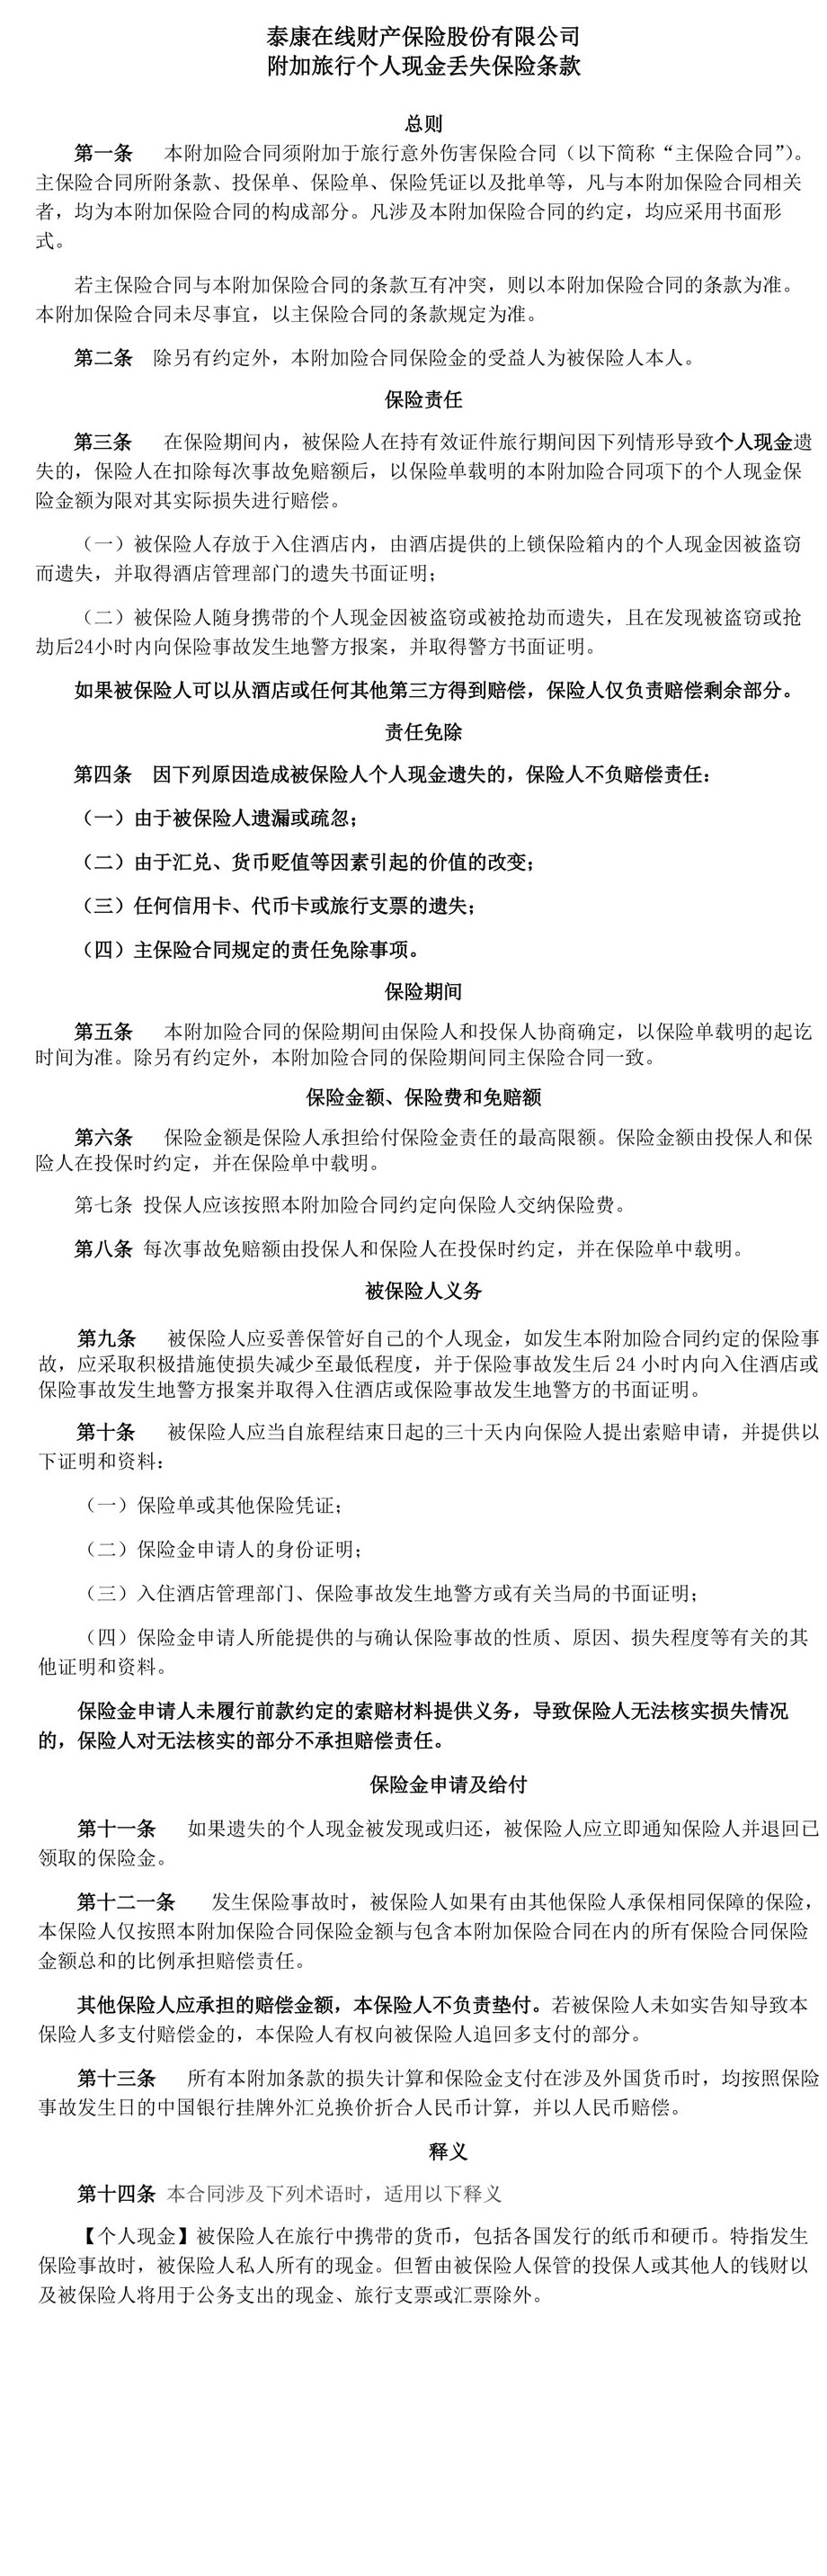 泰康在线财产保险股份有限公司
附加旅行个人现金丢失保险条款
总则
第一条 本附加险合同须附加于旅行意外伤害保险合同（以下简称“主保险合同”）。
主保险合同所附条款、投保单、保险单、保险凭证以及批单等，凡与本附加保险合同相关
者，均为本附加保险合同的构成部分。凡涉及本附加保险合同的约定，均应采用书面形
式。
若主保险合同与本附加保险合同的条款互有冲突，则以本附加保险合同的条款为准。
本附加保险合同未尽事宜，以主保险合同的条款规定为准。
第二条 除另有约定外，本附加险合同保险金的受益人为被保险人本人。
保险责任
第三条 在保险期间内，被保险人在持有效证件旅行期间因下列情形导致个人现金遗
失的，保险人在扣除每次事故免赔额后，以保险单载明的本附加险合同项下的个人现金保
险金额为限对其实际损失进行赔偿。
（一）被保险人存放于入住酒店内，由酒店提供的上锁保险箱内的个人现金因被盗窃
而遗失，并取得酒店管理部门的遗失书面证明；
（二）被保险人随身携带的个人现金因被盗窃或被抢劫而遗失，且在发现被盗窃或抢
劫后24小时内向保险事故发生地警方报案，并取得警方书面证明。
如果被保险人可以从酒店或任何其他第三方得到赔偿，保险人仅负责赔偿剩余部分。
责任免除
第四条 因下列原因造成被保险人个人现金遗失的，保险人不负赔偿责任：
（一）由于被保险人遗漏或疏忽；
（二）由于汇兑、货币贬值等因素引起的价值的改变；
（三）任何信用卡、代币卡或旅行支票的遗失；
（四）主保险合同规定的责任免除事项。
保险期间
第五条 本附加险合同的保险期间由保险人和投保人协商确定，以保险单载明的起讫
时间为准。除另有约定外，本附加险合同的保险期间同主保险合同一致。
保险金额、保险费和免赔额
第六条 保险金额是保险人承担给付保险金责任的最高限额。保险金额由投保人和保
险人在投保时约定，并在保险单中载明。
第七条 投保人应该按照本附加险合同约定向保险人交纳保险费。
第八条 每次事故免赔额由投保人和保险人在投保时约定，并在保险单中载明。
被保险人义务
第九条 被保险人应妥善保管好自己的个人现金，如发生本附加险合同约定的保险事
故，应采取积极措施使损失减少至最低程度，并于保险事故发生后 24 小时内向入住酒店或
保险事故发生地警方报案并取得入住酒店或保险事故发生地警方的书面证明。
第十条 被保险人应当自旅程结束日起的三十天内向保险人提出索赔申请，并提供以
下证明和资料：
（一）保险单或其他保险凭证；
（二）保险金申请人的身份证明；
（三）入住酒店管理部门、保险事故发生地警方或有关当局的书面证明；
（四）保险金申请人所能提供的与确认保险事故的性质、原因、损失程度等有关的其
他证明和资料。
保险金申请人未履行前款约定的索赔材料提供义务，导致保险人无法核实损失情况
的，保险人对无法核实的部分不承担赔偿责任。
保险金申请及给付
第十一条 如果遗失的个人现金被发现或归还，被保险人应立即通知保险人并退回已
领取的保险金。
第十二一条 发生保险事故时，被保险人如果有由其他保险人承保相同保障的保险，
本保险人仅按照本附加保险合同保险金额与包含本附加保险合同在内的所有保险合同保险
金额总和的比例承担赔偿责任。
其他保险人应承担的赔偿金额，本保险人不负责垫付。若被保险人未如实告知导致本
保险人多支付赔偿金的，本保险人有权向被保险人追回多支付的部分。
第十三条 所有本附加条款的损失计算和保险金支付在涉及外国货币时，均按照保险
事故发生日的中国银行挂牌外汇兑换价折合人民币计算，并以人民币赔偿。
释义
第十四条 本合同涉及下列术语时，适用以下释义
【个人现金】被保险人在旅行中携带的货币，包括各国发行的纸币和硬币。特指发生
保险事故时，被保险人私人所有的现金。但暂由被保险人保管的投保人或其他人的钱财以
及被保险人将用于公务支出的现金、旅行支票或汇票除外。